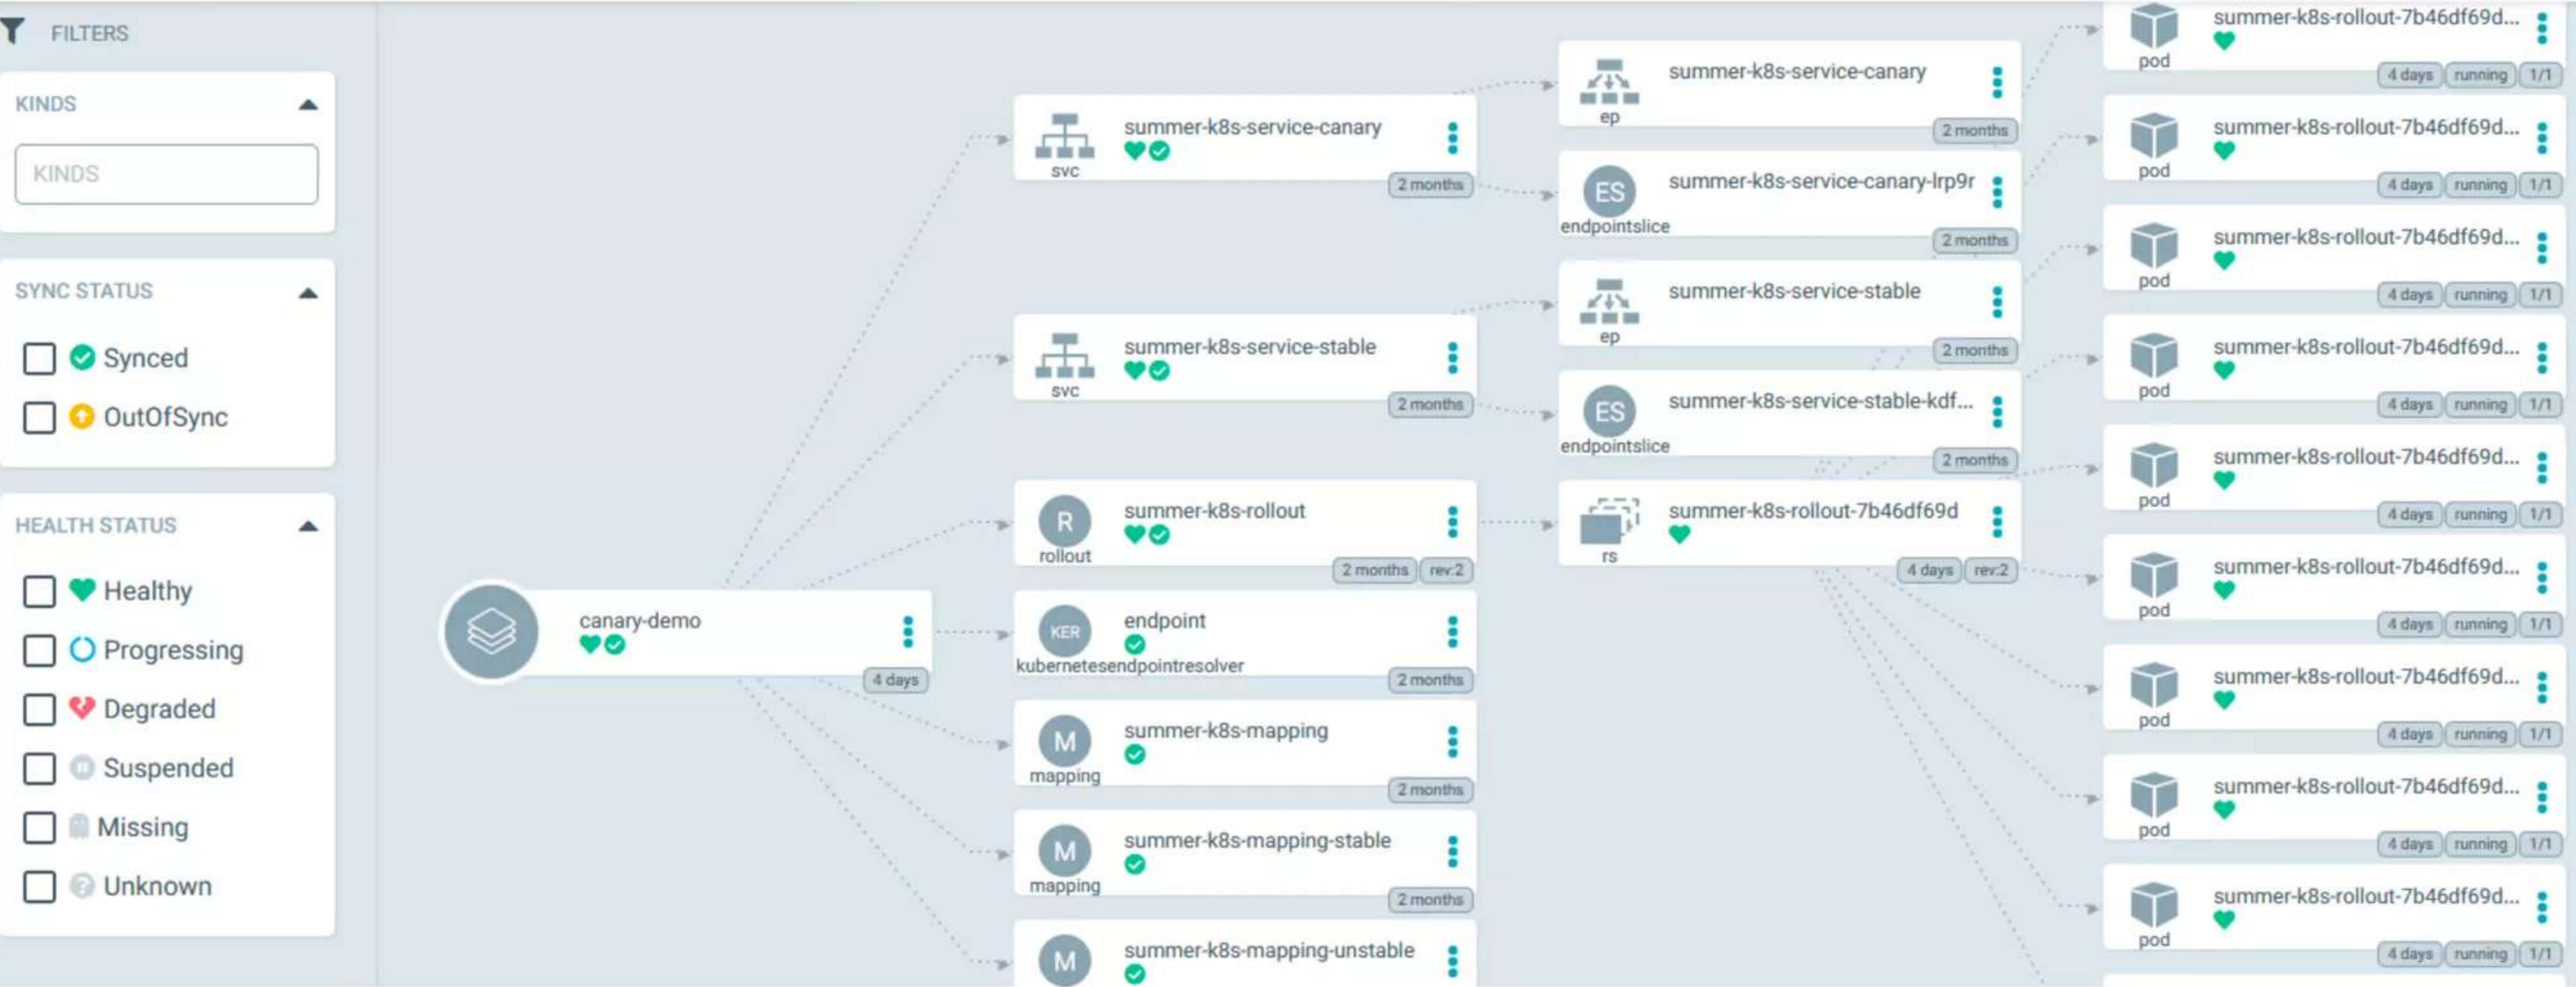 FILTERS
KINDS
KINDS
SYNC STATUS
Synced
OutOfSync
HEALTH STATUS
Healthy
Progressing
Degraded
Suspended
Missing
Unknown
canary-demo
4 days
summer-k8s-service-canary
svc
2 months
summer-k8s-service-stable
svc
2 months
R
summer-k8s-rollout
rollout
2 months rev:2
KER
endpoint
kubernetesendpointresolver
2 months
M
summer-k8s-mapping
mapping
2 months
M
summer-k8s-mapping-stable
mapping
2 months
M
summer-k8s-mapping-unstable
summer-k8s-service-canary
ep
2 months
ES
summer-k8s-service-canary-lrp9r
endpointslice
2 months
summer-k8s-service-stable
ep
2 months
ES
summer-k8s-service-stable-kdf...
endpointslice
2 months
summer-k8s-rollout-7b46df69d
rs
4 days rev:2
summer-k8s-rollout-7b46df69d...
pod
4 days running 1/1
summer-k8s-rollout-7b46df69d...
pod
4 days running 1/1
summer-k8s-rollout-7b46df69d...
pod
4 days running 1/1
summer-k8s-rollout-7b46df69d...
pod
4 days running 1/1
summer-k8s-rollout-7b46df69d...
pod
4 days running 1/1
summer-k8s-rollout-7b46df69d...
pod
4 days running 1/1
summer-k8s-rollout-7b46df69d...
pod
4 days running 1/1
summer-k8s-rollout-7b46df69d...
pod
4 days running 1/1
summer-k8s-rollout-7b46df69d...
pod
4 days running 1/1